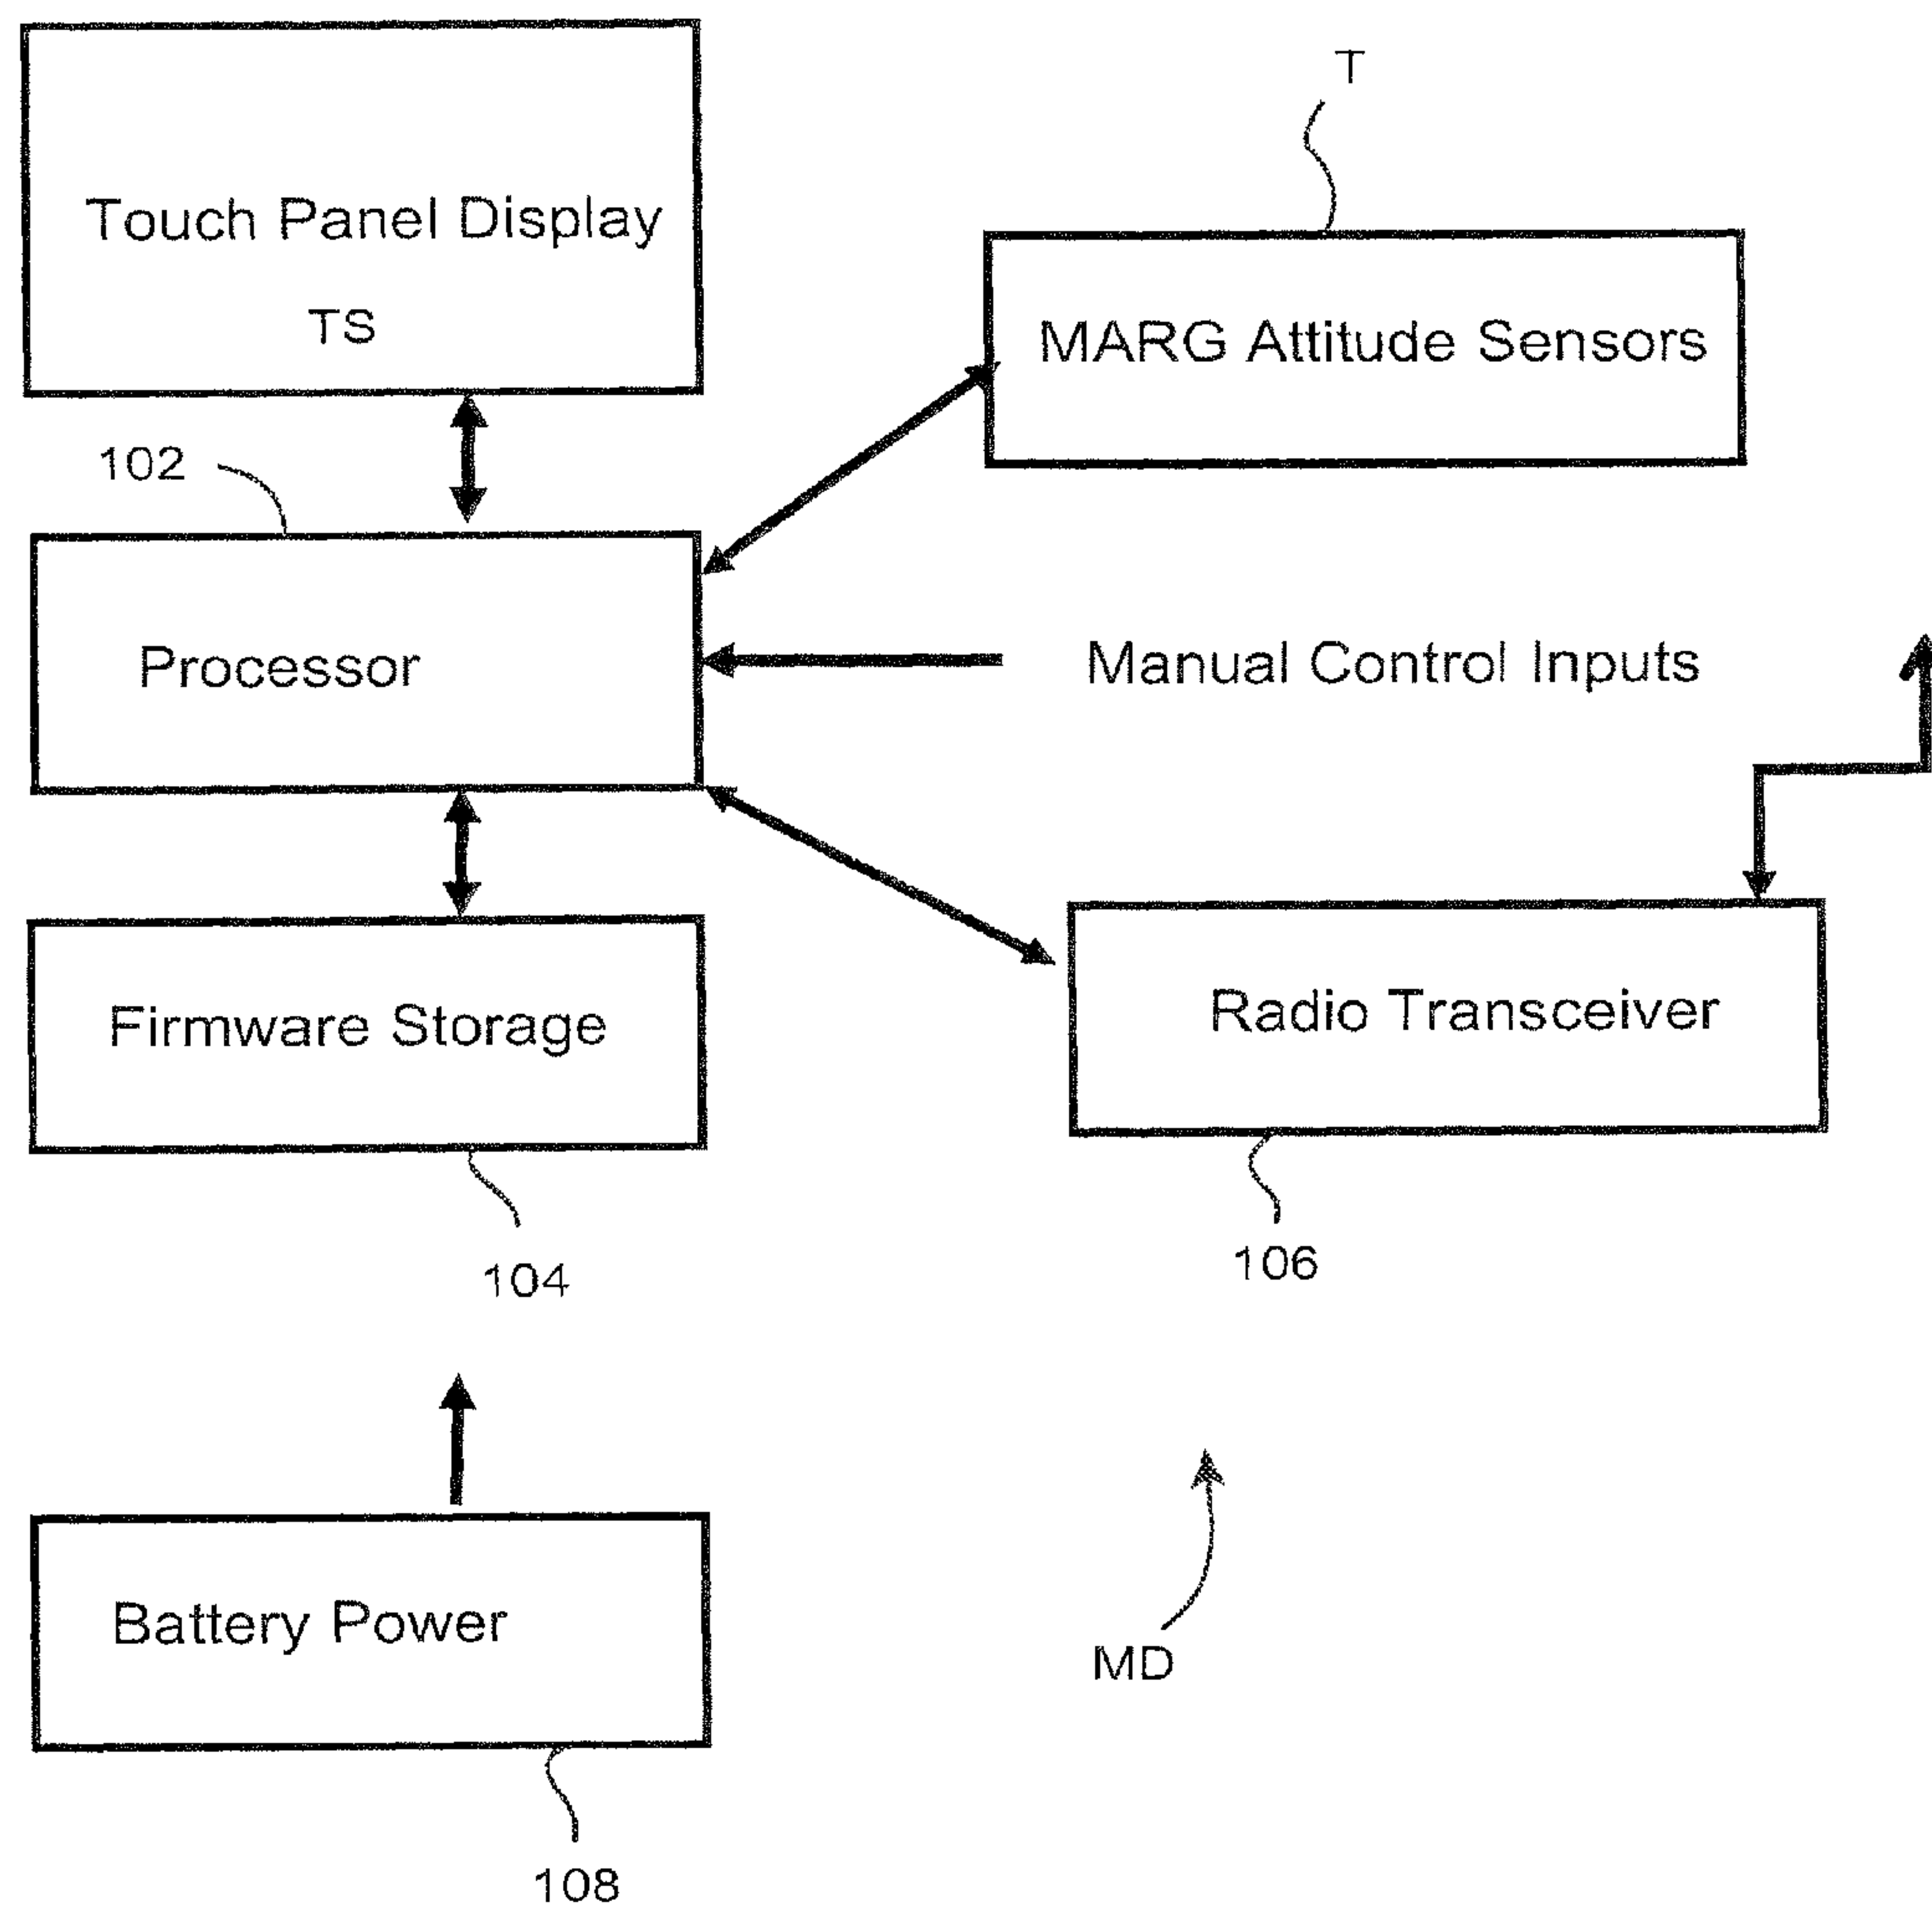 T
Touch Panel Display
TS
MARG Attitude Sensors
102
Processor
Manual Control Inputs
Firmware Storage
Radio Transceiver
104
106
Battery Power
MD
108